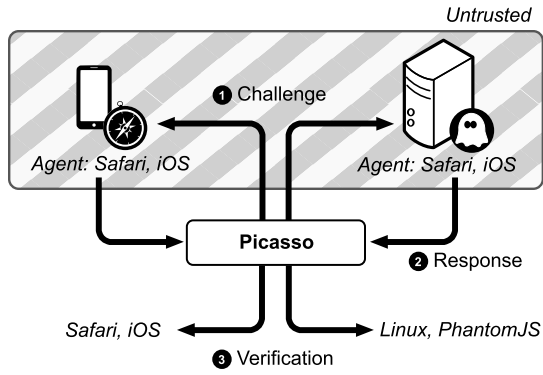 Untrusted
1 Challenge
Agent: Safari, iOS
Agent: Safari, iOS
Picasso
2 Response
Safari, iOS
Linux, PhantomJS
3 Verification